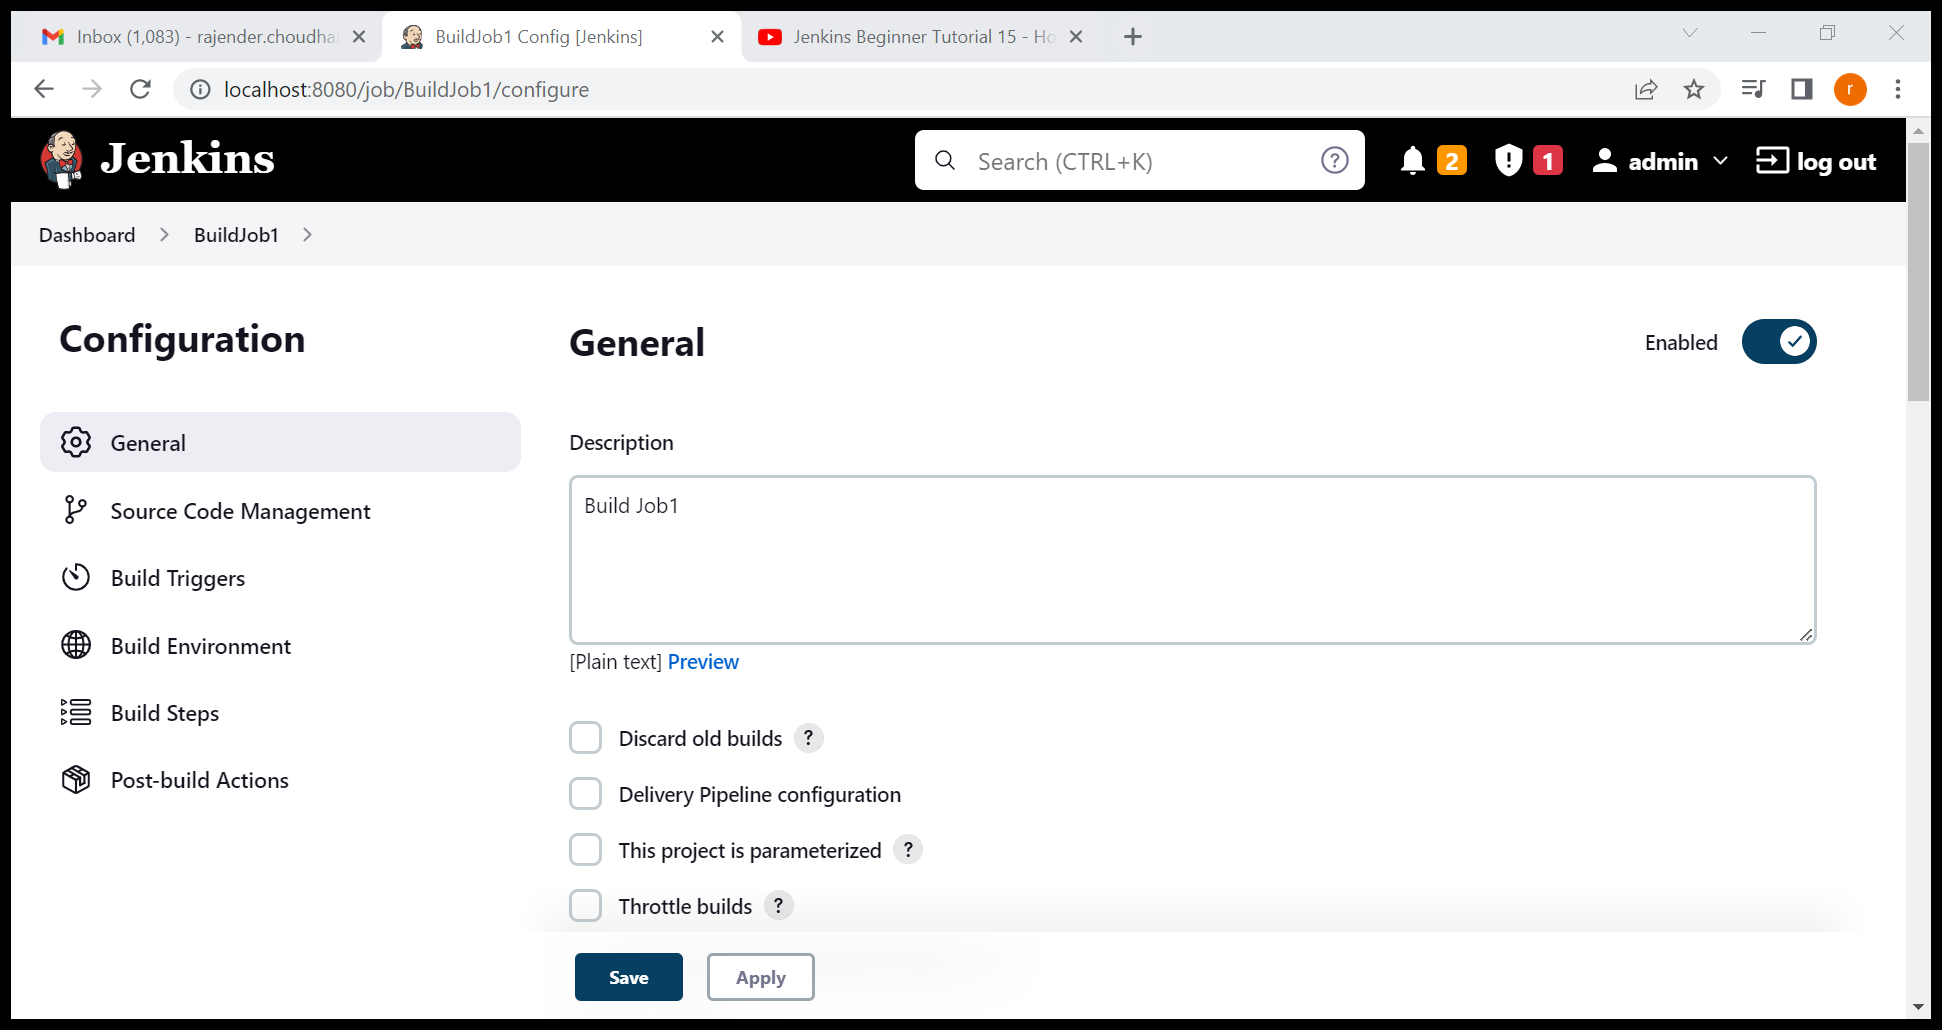 Inbox (1,083) - rajender.choudha
BuildJob1 Config [Jenkins]
Jenkins Beginner Tutorial 15 - Ho
localhost:8080/job/BuildJob1/configure
r
Jenkins
Search (CTRL+K)
?
2
1
admin
log out
Dashboard
BuildJob1
Configuration
General
Enabled
General
Source Code Management
Build Triggers
Build Environment
Build Steps
Post-build Actions
Description
Build Job1
[Plain text] Preview
Discard old builds ?
Delivery Pipeline configuration
This project is parameterized ?
Throttle builds ?
Save
Apply